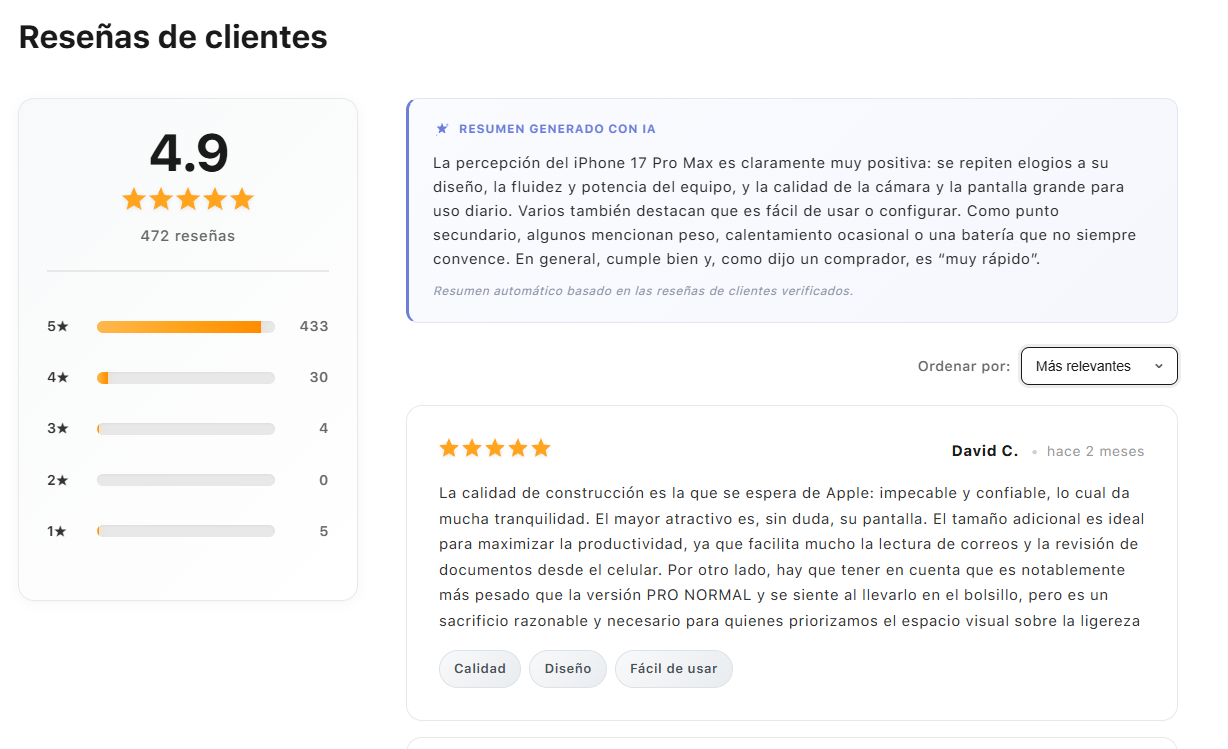 Reseñas de clientes
4.9
472 reseñas
5★ 433
4★ 30
3★ 4
2★ 0
1★ 5
RESUMEN GENERADO CON IA
La percepción del iPhone 17 Pro Max es claramente muy positiva: se repiten elogios a su
diseño, la fluidez y potencia del equipo, y la calidad de la cámara y la pantalla grande para
uso diario. Varios también destacan que es fácil de usar o configurar. Como punto
secundario, algunos mencionan peso, calentamiento ocasional o una batería que no siempre
convence. En general, cumple bien y, como dijo un comprador, es “muy rápido”.
Resumen automático basado en las reseñas de clientes verificados.
Ordenar por: Más relevantes
David C. • hace 2 meses
La calidad de construcción es la que se espera de Apple: impecable y confiable, lo cual da
mucha tranquilidad. El mayor atractivo es, sin duda, su pantalla. El tamaño adicional es ideal
para maximizar la productividad, ya que facilita mucho la lectura de correos y la revisión de
documentos desde el celular. Por otro lado, hay que tener en cuenta que es notablemente
más pesado que la versión PRO NORMAL y se siente al llevarlo en el bolsillo, pero es un
sacrificio razonable y necesario para quienes priorizamos el espacio visual sobre la ligereza
Calidad Diseño Fácil de usar